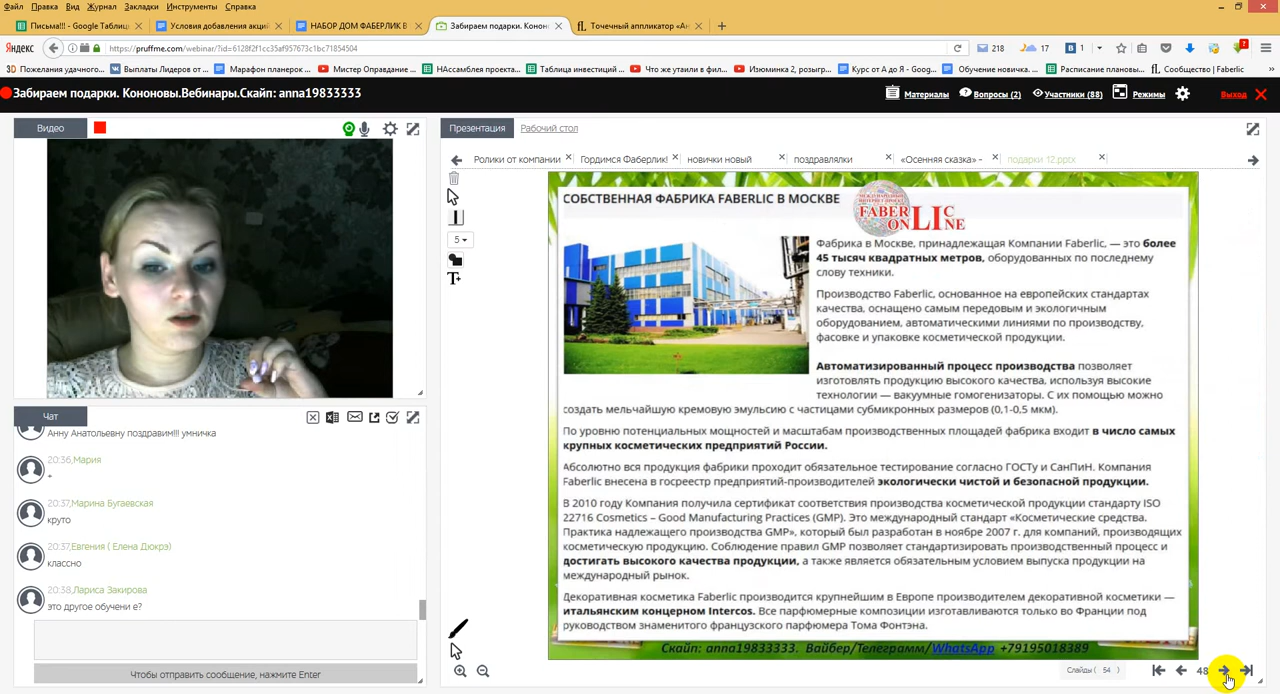 Файл Правка Вид Журнал Закладки Инструменты Справка
Письма!!! - Google Таблиц
Условия добавления акций
НАБОР ДОМ ФАБЕРЛИК В
Забираем подарки. Конон
Точечный аппликатор «Ан
Яндекс
https://pruffme.com/webinar/?id=6128f2f1cc35af957673c1bc71854504
218
17
1
Пожелания удачного...
Выплаты Лидеров от ...
Марафон планерок ...
Мистер Оправдание ...
НАссамблея проекта...
Таблица инвестиций ...
Что же утаили в фил...
Изюминка 2, розыгр...
Курс от А до Я - Goog...
Обучение новичка. ...
Расписание плановы...
Сообщество | Faberlic
Забираем подарки. Кононовы.Вебинары.Скайп: anna19833333
Материалы
Вопросы (2)
Участники (88)
Режимы
Выход
Видео
Презентация
Рабочий стол
Ролики от компании
Гордимся Фаберлик!
новички новый
поздравлялки
«Осенняя сказка» -
подарки 12.pptx
5
СОБСТВЕННАЯ ФАБРИКА FABERLIC В МОСКВЕ
FABER LIC
ON LINE
Фабрика в Москве, принадлежащая Компании Faberlic, — это более
45 тысяч квадратных метров, оборудованных по последнему
слову техники.
Производство Faberlic, основанное на европейских стандартах
качества, оснащено самым передовым и экологичным
оборудованием, автоматическими линиями по производству,
фасовке и упаковке косметической продукции.
Автоматизированный процесс производства позволяет
изготовлять продукцию высокого качества, используя высокие
технологии — вакуумные гомогенизаторы. С их помощью можно
создать мельчайшую кремовую эмульсию с частицами субмикронных размеров (0,1-0,5 мкм).
По уровню потенциальных мощностей и масштабам производственных площадей фабрика входит в число самых
крупных косметических предприятий России.
Абсолютно вся продукция фабрики проходит обязательное тестирование согласно ГОСТу и СанПиН. Компания
Faberlic внесена в госреестр предприятий-производителей экологически чистой и безопасной продукции.
В 2010 году Компания получила сертификат соответствия производства косметической продукции стандарту ISO
22716 Cosmetics – Good Manufacturing Practices (GMP). Это международный стандарт «Косметические средства.
Практика надлежащего производства GMP», который был разработан в ноябре 2007 г. для компаний, производящих
косметическую продукцию. Соблюдение правил GMP позволяет стандартизировать производственный процесс и
достигать высокого качества продукции, а также является обязательным условием выпуска продукции на
международный рынок.
Декоративная косметика Faberlic производится крупнейшим в Европе производителем декоративной косметики —
итальянским концерном Intercos. Все парфюмерные композиции изготавливаются только во Франции под
руководством знаменитого французского парфюмера Тома Фонтэна.
Скайп: anna19833333. Вайбер/Телеграмм/WhatsApp +79195018389
Слайды ( 54 )
48
Чат
Анну Анатольевну поздравим!!! умничка
20:36,Мария
+
20:37,Марина Бугаевская
круто
20:37,Евгения ( Елена Дюкрэ)
классно
20:38,Лариса Закирова
это другое обучени е?
Чтобы отправить сообщение, нажмите Enter